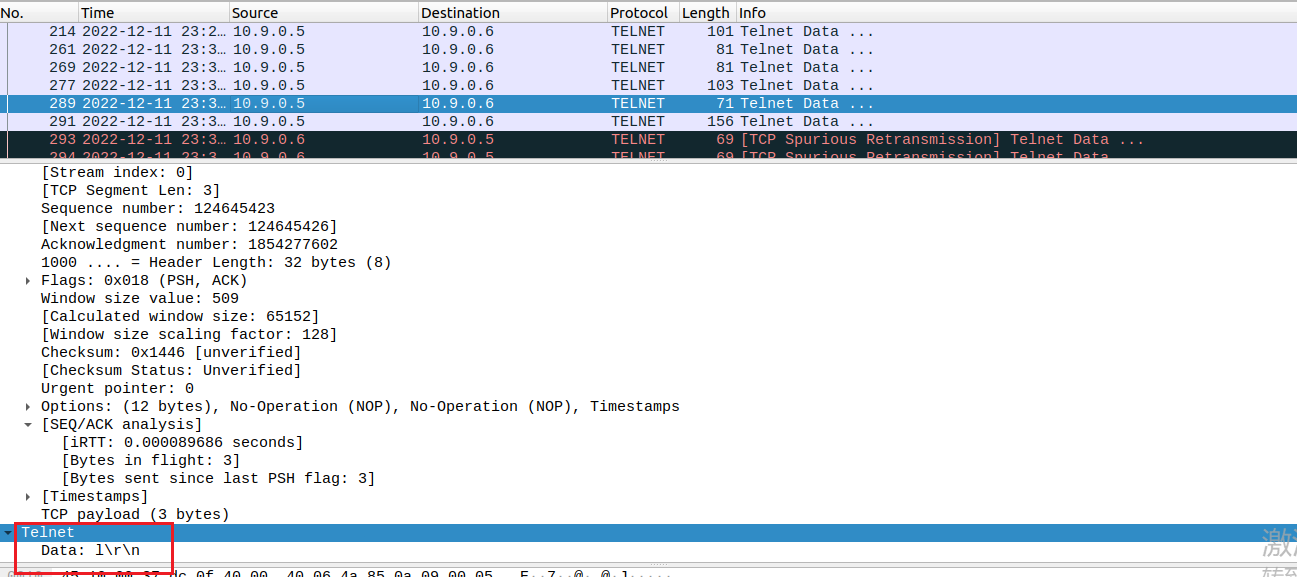 No. Time Source Destination Protocol Length Info
214 2022-12-11 23:2… 10.9.0.5 10.9.0.6 TELNET 101 Telnet Data ...
261 2022-12-11 23:3… 10.9.0.5 10.9.0.6 TELNET 81 Telnet Data ...
269 2022-12-11 23:3… 10.9.0.5 10.9.0.6 TELNET 81 Telnet Data ...
277 2022-12-11 23:3… 10.9.0.5 10.9.0.6 TELNET 103 Telnet Data ...
289 2022-12-11 23:3… 10.9.0.5 10.9.0.6 TELNET 71 Telnet Data ...
291 2022-12-11 23:3… 10.9.0.5 10.9.0.6 TELNET 156 Telnet Data ...
293 2022-12-11 23:3… 10.9.0.6 10.9.0.5 TELNET 69 [TCP Spurious Retransmission] Telnet Data ...
294 2022-12-11 23:3… 10.9.0.6 10.9.0.5 TELNET 69 [TCP Spurious Retransmission] Telnet Data
[Stream index: 0]
[TCP Segment Len: 3]
Sequence number: 124645423
[Next sequence number: 124645426]
Acknowledgment number: 1854277602
1000 .... = Header Length: 32 bytes (8)
Flags: 0x018 (PSH, ACK)
Window size value: 509
[Calculated window size: 65152]
[Window size scaling factor: 128]
Checksum: 0x1446 [unverified]
[Checksum Status: Unverified]
Urgent pointer: 0
Options: (12 bytes), No-Operation (NOP), No-Operation (NOP), Timestamps
[SEQ/ACK analysis]
[iRTT: 0.000089686 seconds]
[Bytes in flight: 3]
[Bytes sent since last PSH flag: 3]
[Timestamps]
TCP payload (3 bytes)
Telnet
Data: l\r\n
激